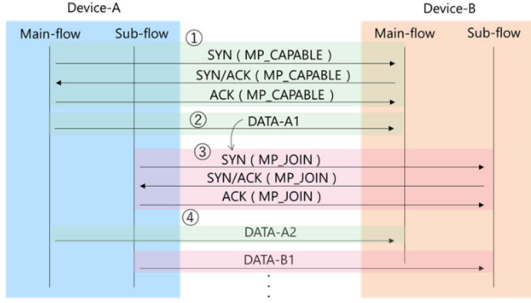 Device-A Device-B
Main-flow Sub-flow Main-flow Sub-flow
①
SYN ( MP_CAPABLE )
SYN/ACK ( MP_CAPABLE )
ACK ( MP_CAPABLE )
② DATA-A1
③ SYN ( MP_JOIN )
SYN/ACK ( MP_JOIN )
ACK ( MP_JOIN )
④
DATA-A2
DATA-B1